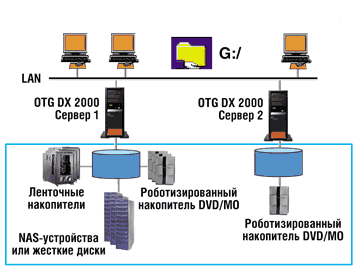 G:/
LAN
OTG DX 2000
Сервер 1
OTG DX 2000
Сервер 2
Ленточные
накопители
Роботизированный
накопитель DVD/MO
NAS-устройства
или жесткие диски
Роботизированный
накопитель DVD/MO